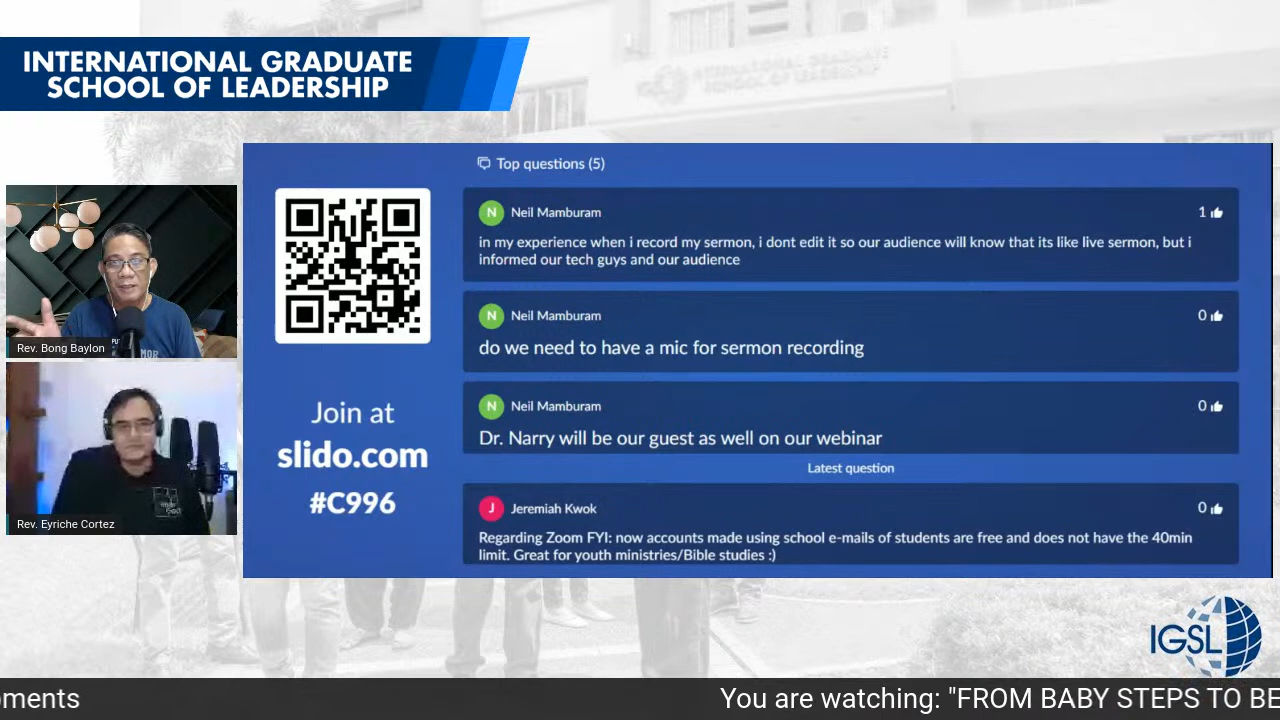 INTERNATIONAL GRADUATE
SCHOOL OF LEADERSHIP
Rev. Bong Baylon
Rev. Eyriche Cortez
Join at
slido.com
#C996
Top questions (5)
N Neil Mamburam 1
in my experience when i record my sermon, i dont edit it so our audience will know that its like live sermon, but i
informed our tech guys and our audience
N Neil Mamburam 0
do we need to have a mic for sermon recording
N Neil Mamburam 0
Dr. Narry will be our guest as well on our webinar
Latest question
J Jeremiah Kwok 0
Regarding Zoom FYI: now accounts made using school e-mails of students are free and does not have the 40min
limit. Great for youth ministries/Bible studies :)
IGSL
oments You are watching: "FROM BABY STEPS TO BE